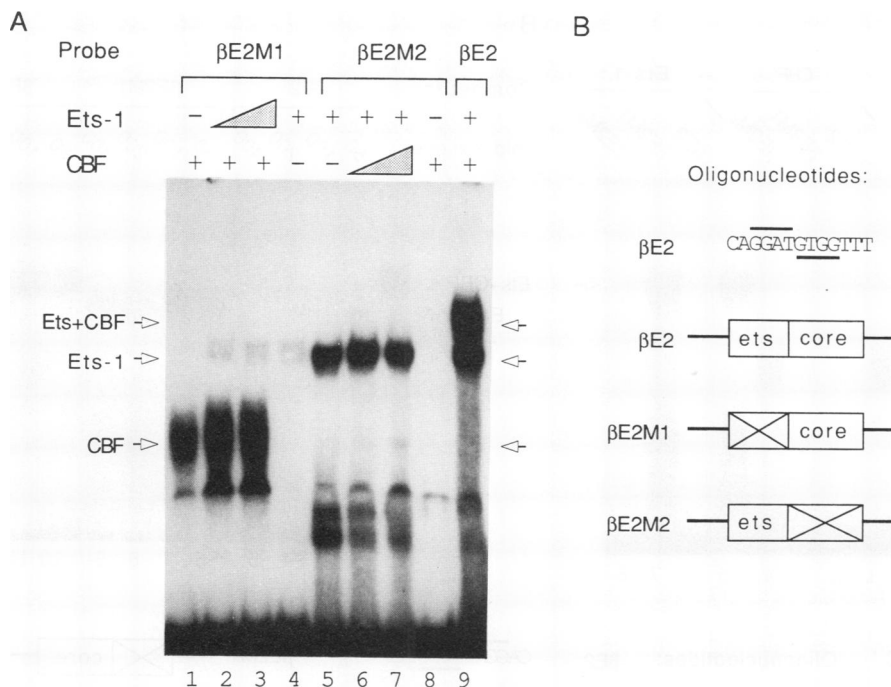 A
Probe βE2M1 βE2M2 βE2
Ets-1 − + + + + + − +
CBF + + + − − + +
Ets+CBF
Ets-1
CBF
1 2 3 4 5 6 7 8 9
B
Oligonucleotides:
βE2 CAGGATGTGGTTT
βE2 ets core
βE2M1 core
βE2M2 ets